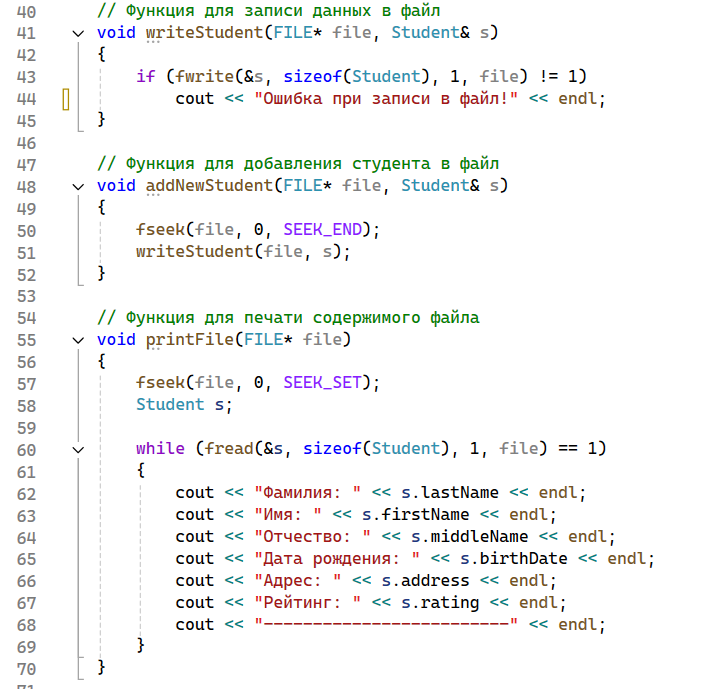 40 // Функция для записи данных в файл
41 void writeStudent(FILE* file, Student& s)
42 {
43 if (fwrite(&s, sizeof(Student), 1, file) != 1)
44 cout << "Ошибка при записи в файл!" << endl;
45 }
46
47 // Функция для добавления студента в файл
48 void addNewStudent(FILE* file, Student& s)
49 {
50 fseek(file, 0, SEEK_END);
51 writeStudent(file, s);
52 }
53
54 // Функция для печати содержимого файла
55 void printFile(FILE* file)
56 {
57 fseek(file, 0, SEEK_SET);
58 Student s;
59
60 while (fread(&s, sizeof(Student), 1, file) == 1)
61 {
62 cout << "Фамилия: " << s.lastName << endl;
63 cout << "Имя: " << s.firstName << endl;
64 cout << "Отчество: " << s.middleName << endl;
65 cout << "Дата рождения: " << s.birthDate << endl;
66 cout << "Адрес: " << s.address << endl;
67 cout << "Рейтинг: " << s.rating << endl;
68 cout << "-------------------------" << endl;
69 }
70 }